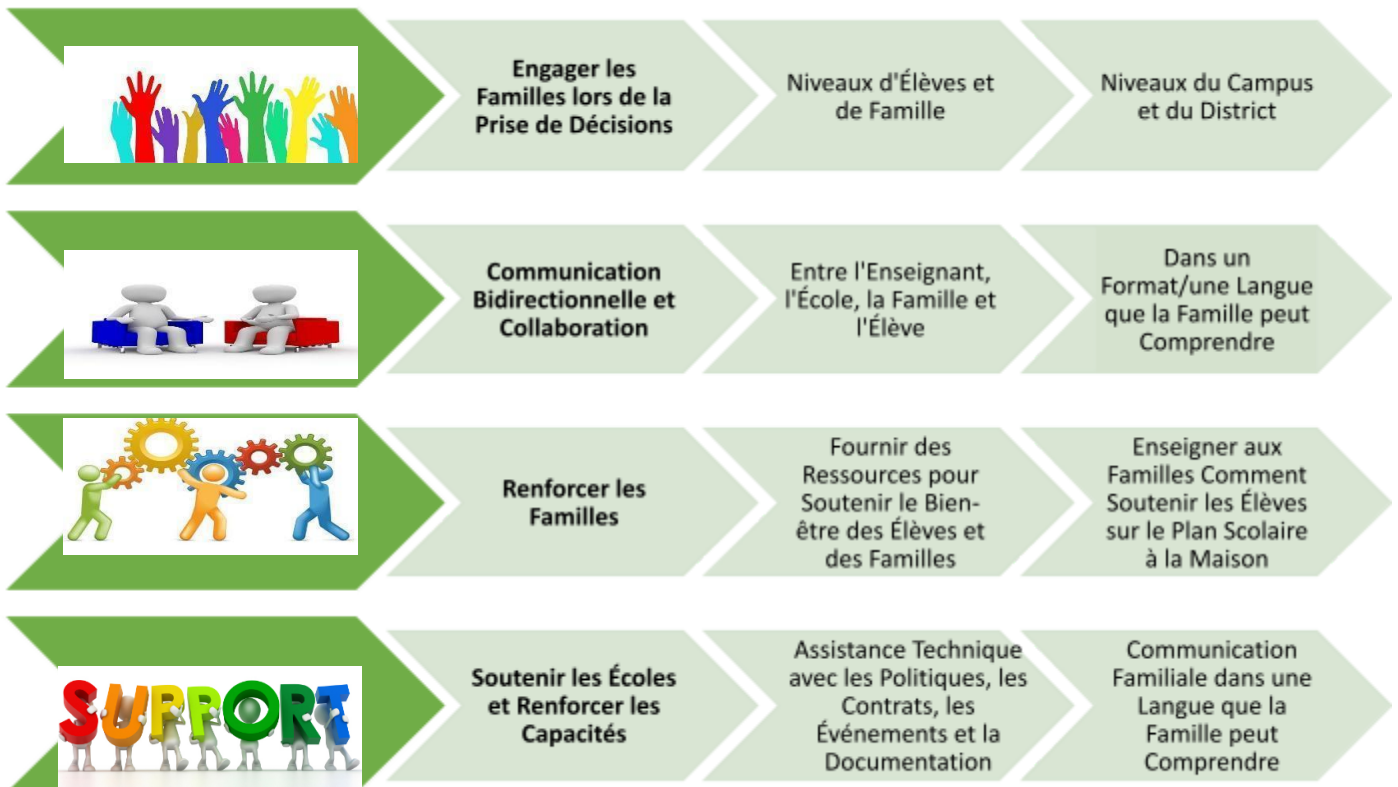 Engager les
Familles lors de la
Prise de Décisions
Niveaux d'Élèves et
de Famille
Niveaux du Campus
et du District
Communication
Bidirectionnelle et
Collaboration
Entre l'Enseignant,
l'École, la Famille et
l'Élève
Dans un
Format/une Langue
que la Famille peut
Comprendre
Renforcer les
Familles
Fournir des
Ressources pour
Soutenir le Bien-
être des Élèves et
des Familles
Enseigner aux
Familles Comment
Soutenir les Élèves
sur le Plan Scolaire
à la Maison
SUPPORT
Soutenir les Écoles
et Renforcer les
Capacités
Assistance Technique
avec les Politiques, les
Contrats, les
Événements et la
Documentation
Communication
Familiale dans une
Langue que la
Famille peut
Comprendre